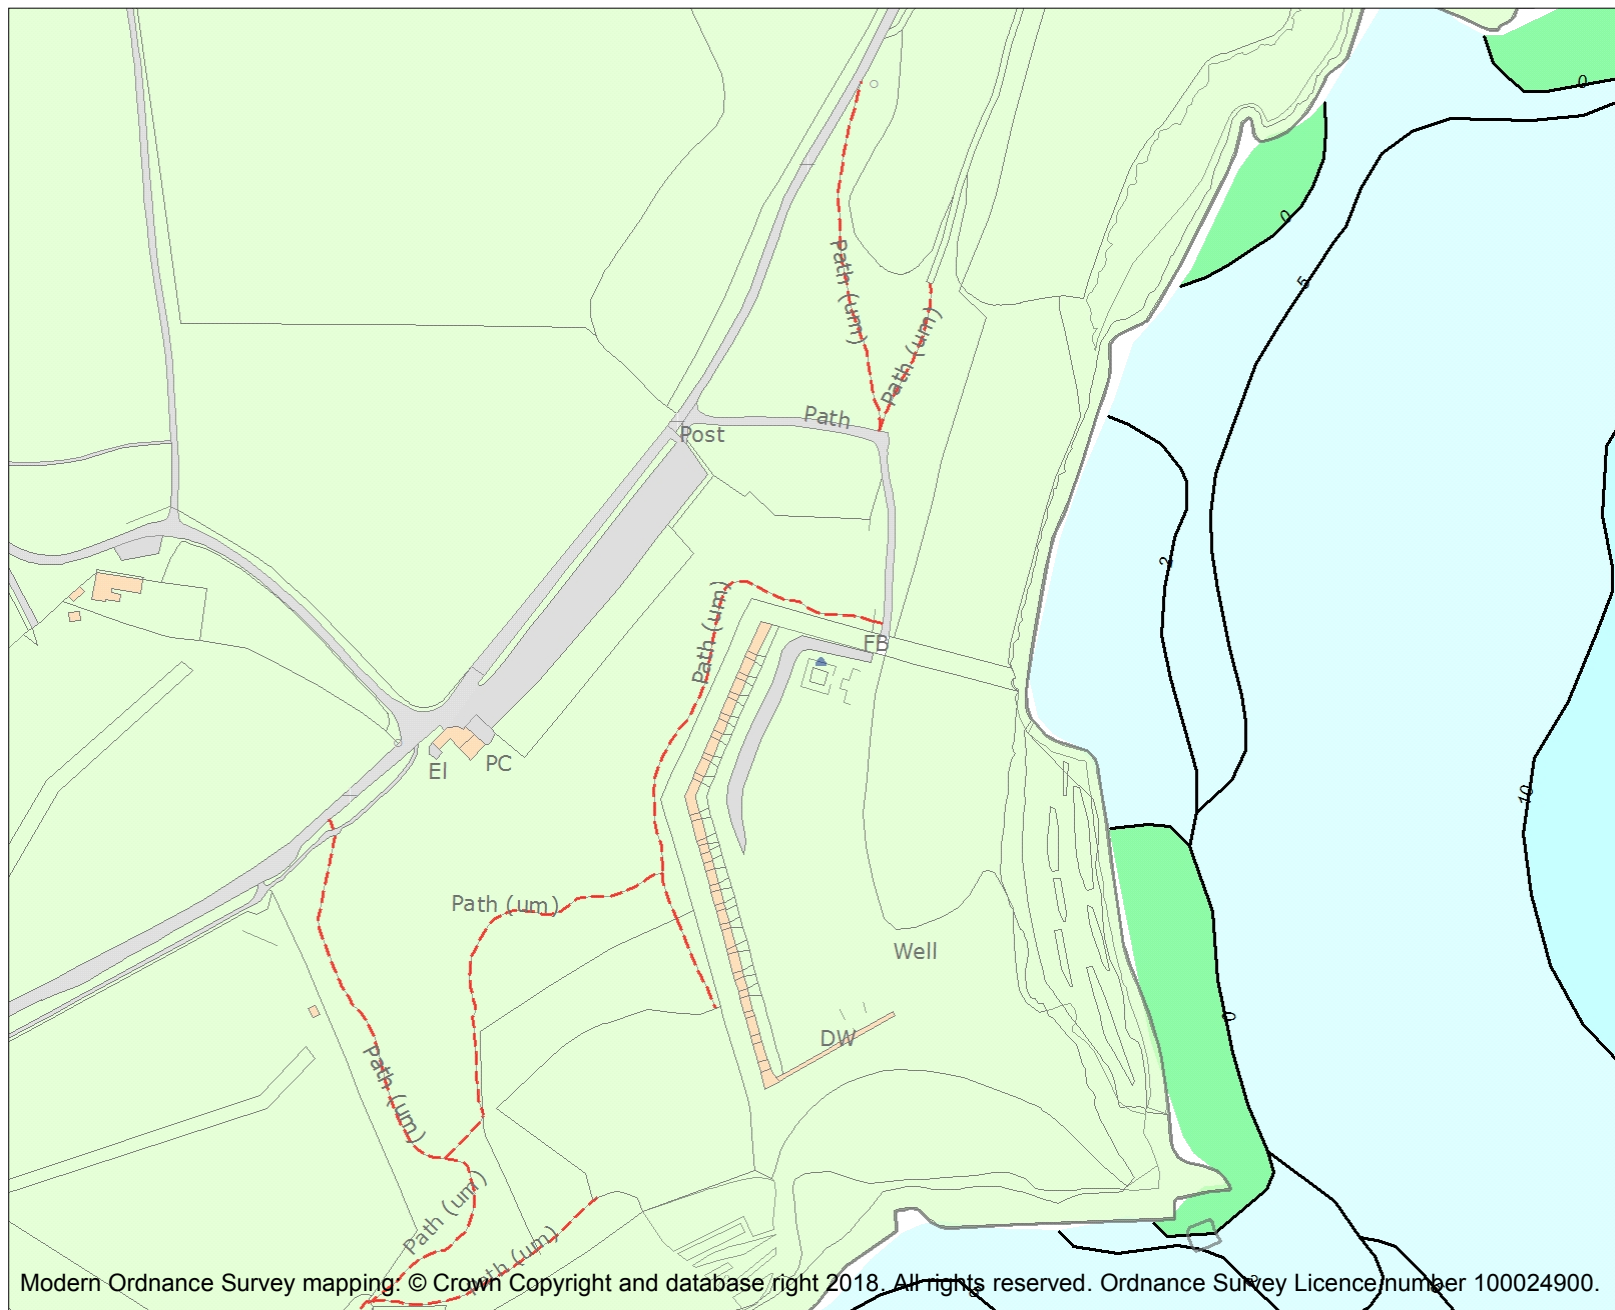 0
0
5
Path (um)
Path (um)
Path
Post
2
Path (um)
FB
El
PC
10
Path (um)
Well
0
DW
Path (um)
Path (um)
Path (um)
Modern Ordnance Survey mapping: © Crown Copyright and database right 2018. All rights reserved. Ordnance Survey Licence number 100024900.